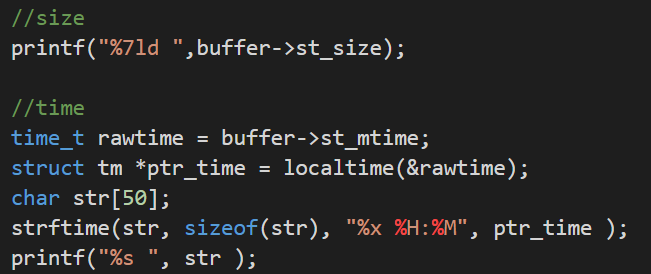 //size
printf("%7ld ",buffer->st_size);
//time
time_t rawtime = buffer->st_mtime;
struct tm *ptr_time = localtime(&rawtime);
char str[50];
strftime(str, sizeof(str), "%x %H:%M", ptr_time );
printf("%s ", str );